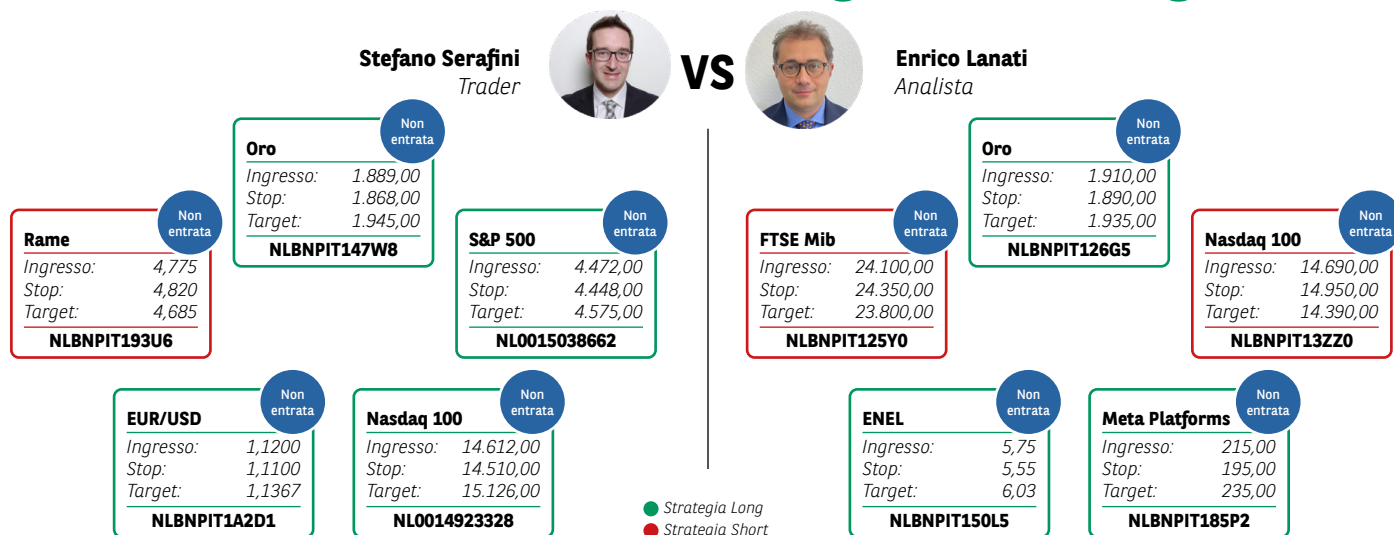 Stefano Serafini
Trader
VS
Enrico Lanati
Analista
Non entrata
Oro
Ingresso: 1.889,00
Stop: 1.868,00
Target: 1.945,00
NLBNPIT147W8
Non entrata
Rame
Ingresso: 4,775
Stop: 4,820
Target: 4,685
NLBNPIT193U6
Non entrata
S&P 500
Ingresso: 4.472,00
Stop: 4.448,00
Target: 4.575,00
NL0015038662
Non entrata
EUR/USD
Ingresso: 1,1200
Stop: 1,1100
Target: 1,1367
NLBNPIT1A2D1
Non entrata
Nasdaq 100
Ingresso: 14.612,00
Stop: 14.510,00
Target: 15.126,00
NL0014923328
Non entrata
Oro
Ingresso: 1.910,00
Stop: 1.890,00
Target: 1.935,00
NLBNPIT126G5
Non entrata
FTSE Mib
Ingresso: 24.100,00
Stop: 24.350,00
Target: 23.800,00
NLBNPIT125Y0
Non entrata
Nasdaq 100
Ingresso: 14.690,00
Stop: 14.950,00
Target: 14.390,00
NLBNPIT13ZZ0
Non entrata
ENEL
Ingresso: 5,75
Stop: 5,55
Target: 6,03
NLBNPIT150L5
Non entrata
Meta Platforms
Ingresso: 215,00
Stop: 195,00
Target: 235,00
NLBNPIT185P2
Strategia Long
Strategia Short